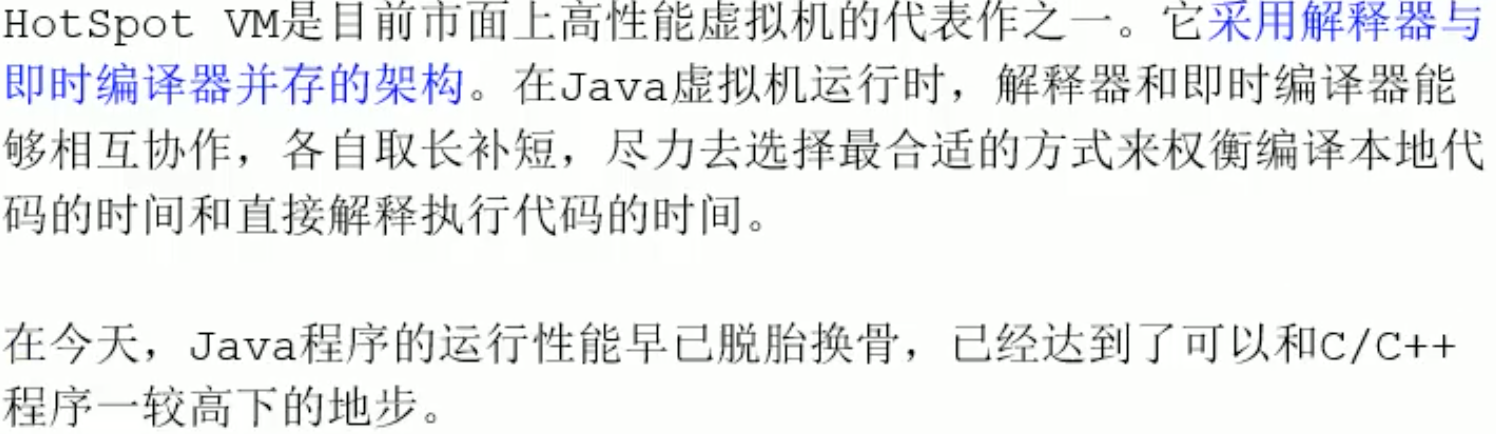 HotSpot VM是目前市面上高性能虚拟机的代表作之一。它采用解释器与
即时编译器并存的架构。在Java虚拟机运行时，解释器和即时编译器能
够相互协作，各自取长补短，尽力去选择最合适的方式来权衡编译本地代
码的时间和直接解释执行代码的时间。
在今天，Java程序的运行性能早已脱胎换骨，已经达到了可以和C/C++
程序一较高下的地步。